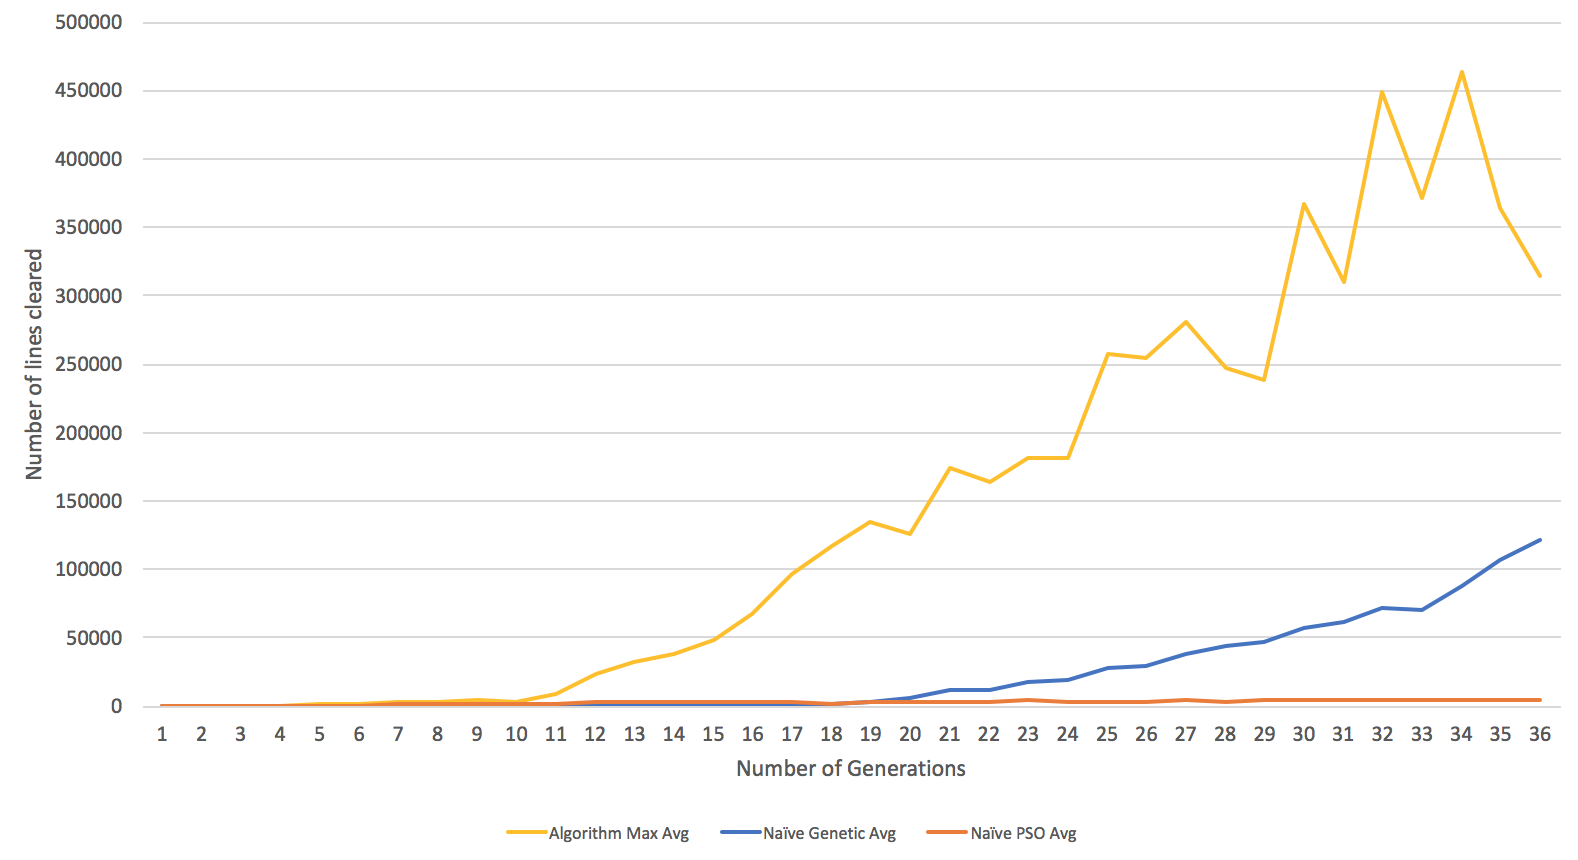 500000
450000
400000
350000
300000
250000
200000
150000
100000
50000
0
Number of lines cleared
1 2 3 4 5 6 7 8 9 10 11 12 13 14 15 16 17 18 19 20 21 22 23 24 25 26 27 28 29 30 31 32 33 34 35 36
Number of Generations
Algorithm Max Avg Naïve Genetic Avg Naïve PSO Avg